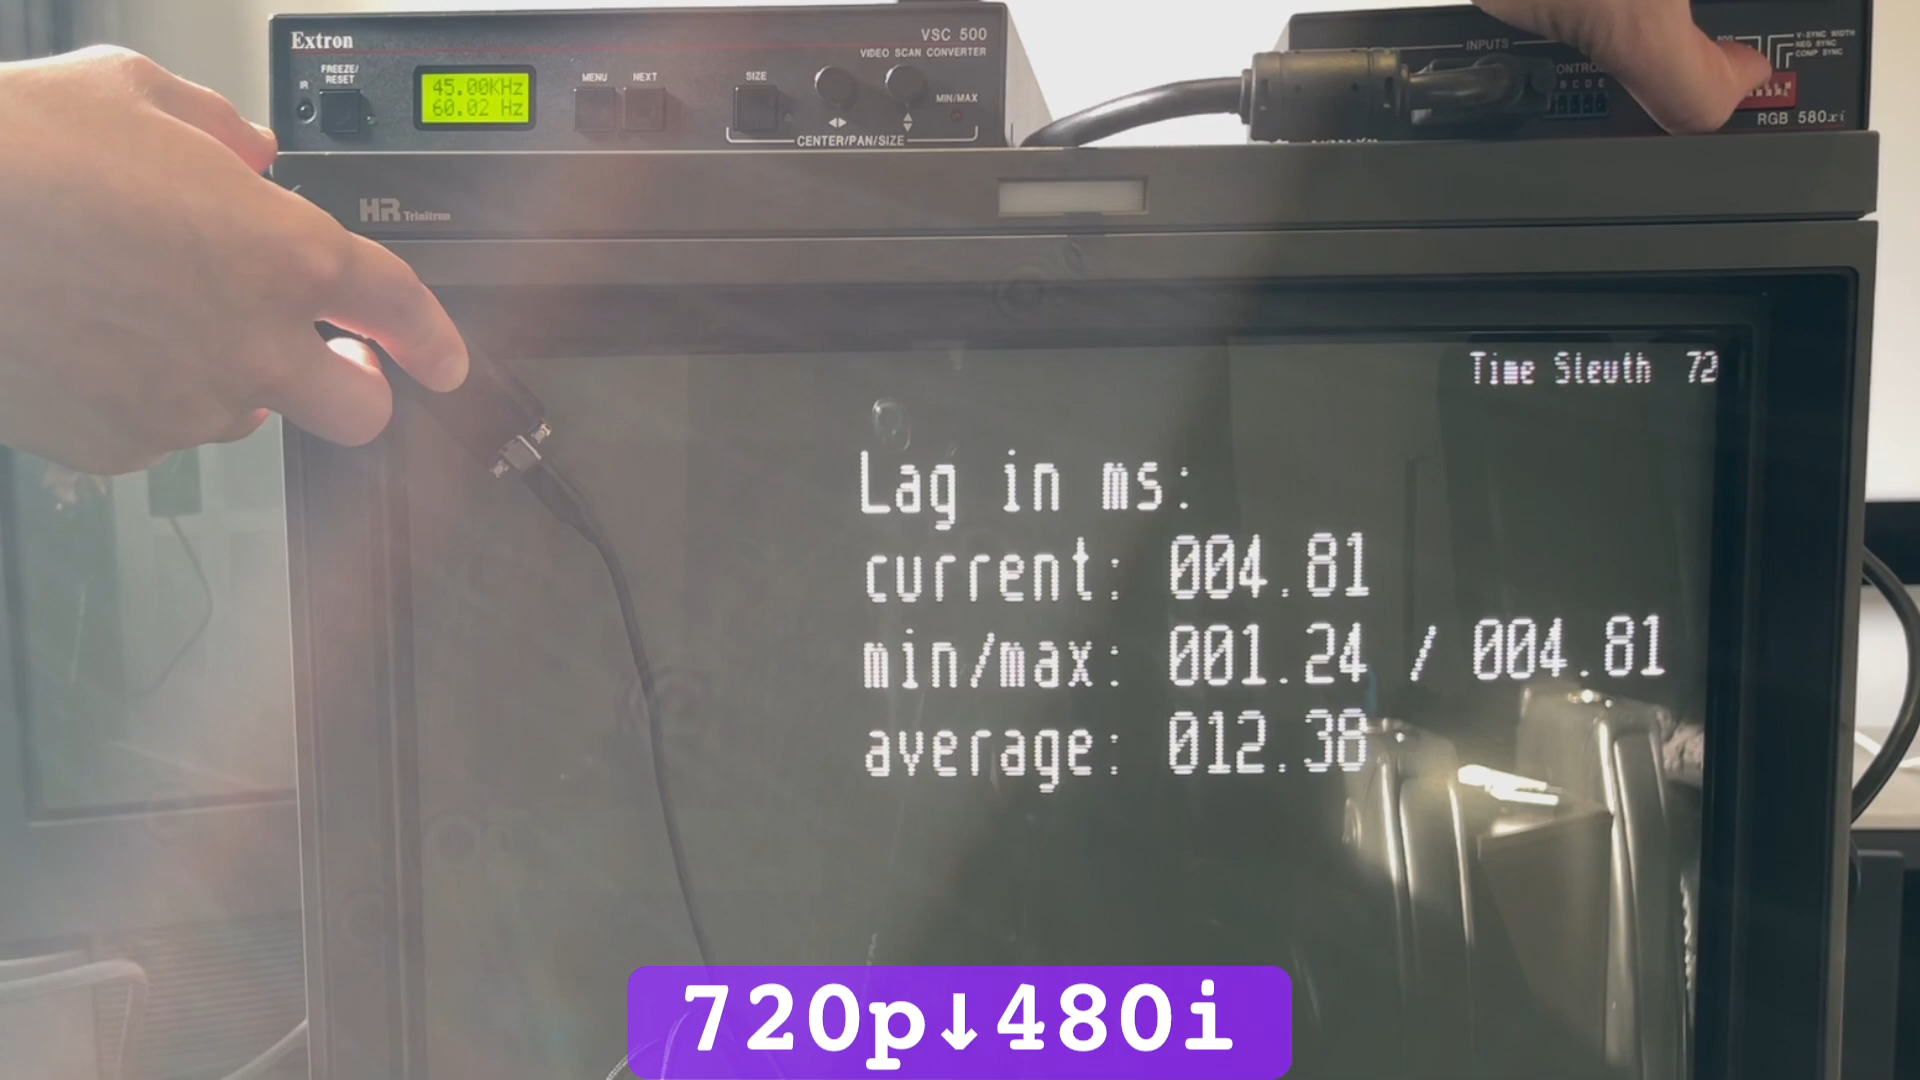 Extron
VSC 500
VIDEO SCAN CONVERTER
FREEZE/
RESET
IR
45.00KHz
60.02 Hz
MENU
NEXT
SIZE
MIN/MAX
CENTER/PAN/SIZE
INPUTS
V-SYNC WIDTH
NEG SYNC
COMP SYNC
B C D E
RGB 580xi
HR Trinitron
Time Sleuth 72
Lag in ms:
current: 004.81
min/max: 001.24 / 004.81
average: 012.38
720p↓480i